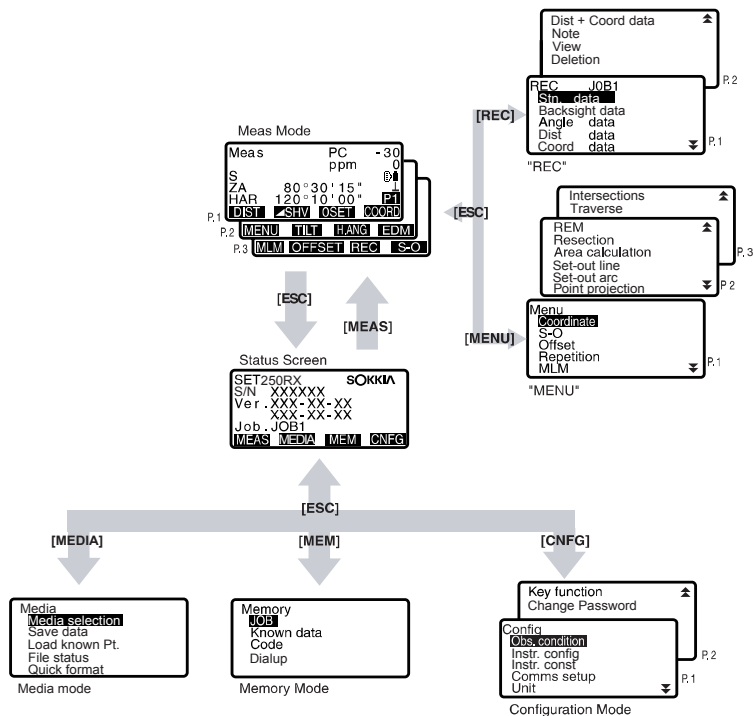 Dist + Coord data
Note
View
Deletion
P. 2
REC J0B1
Stn. data
Backsight data
Angle data
Dist data
Coord data
P. 1
"REC"
[REC]
Meas Mode
Meas PC -30
ppm 0
S
ZA 80°30'15"
HAR 120°10'00" P1
DIST ⊿SHV 0SET COORD
P. 1
P. 2 MENU TILT H.ANG EDM
P. 3 MLM OFFSET REC S-O
[ESC]
Intersections
Traverse
P. 3
REM
Resection
Area calculation
Set-out line
Set-out arc
Point projection
P 2
[MENU]
Menu
Coordinate
S-O
Offset
Repetition
MLM
P. 1
"MENU"
[ESC]
[MEAS]
Status Screen
SET250RX SOKKIA
S/N XXXXXX
Ver.XXX-XX-XX
XXX-XX-XX
Job.JOB1
MEAS MEDIA MEM CNFG
[ESC]
[MEDIA]
[MEM]
[CNFG]
Media
Media selection
Save data
Load known Pt.
File status
Quick format
Media mode
Memory
JOB
Known data
Code
Dialup
Memory Mode
Key function
Change Password
P. 2
Config
Obs. condition
Instr. config
Instr. const
Comms setup
Unit
P. 1
Configuration Mode